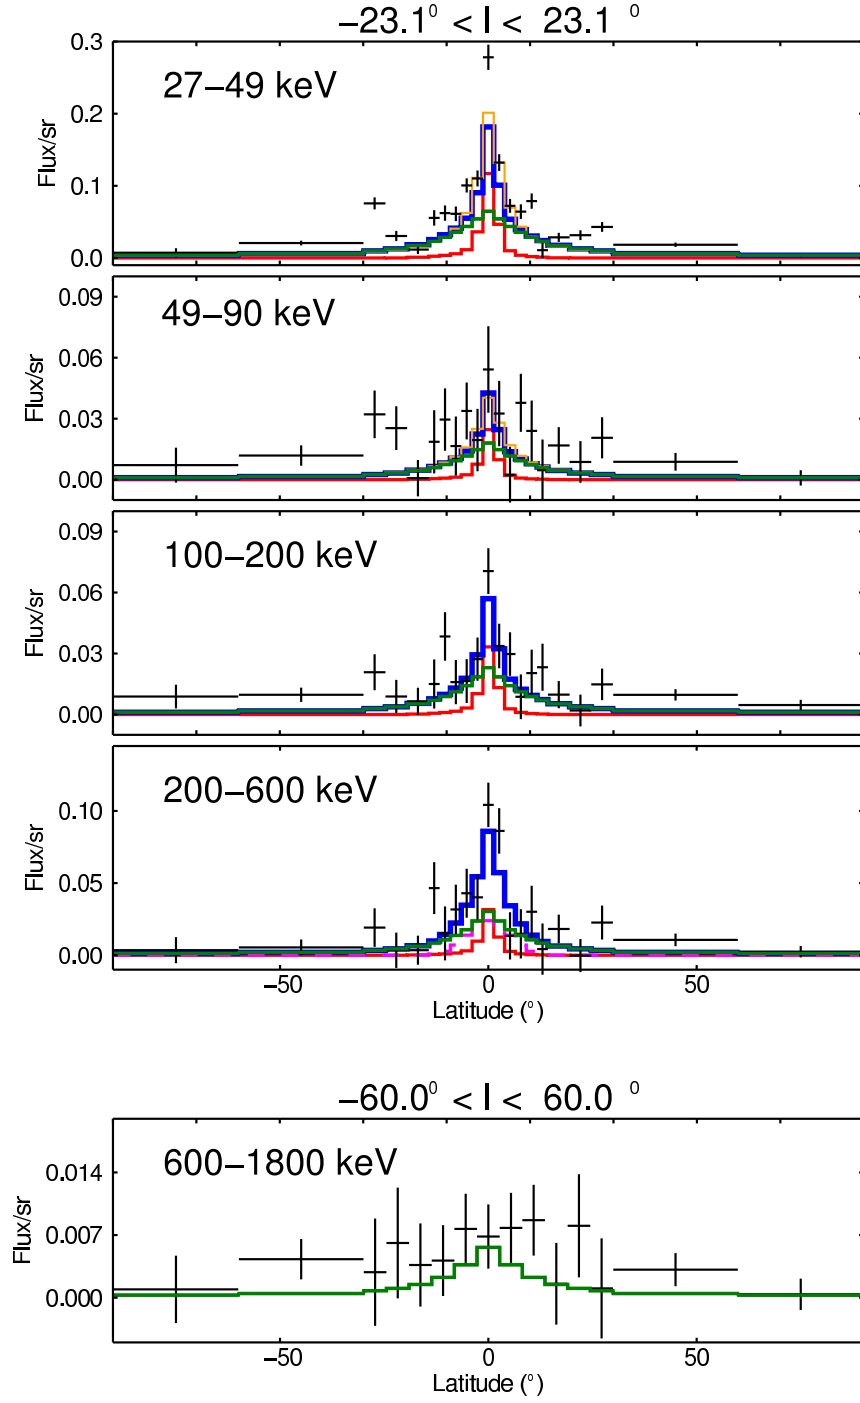 −23.1⁰ < l < 23.1 ⁰
27−49 keV
Flux/sr
0.3
0.2
0.1
0.0
49−90 keV
Flux/sr
0.09
0.06
0.03
0.00
100−200 keV
Flux/sr
0.09
0.06
0.03
0.00
200−600 keV
Flux/sr
0.10
0.05
0.00
−50 0 50
Latitude (°)
−60.0⁰ < l < 60.0 ⁰
600−1800 keV
Flux/sr
0.014
0.007
0.000
−50 0 50
Latitude (°)